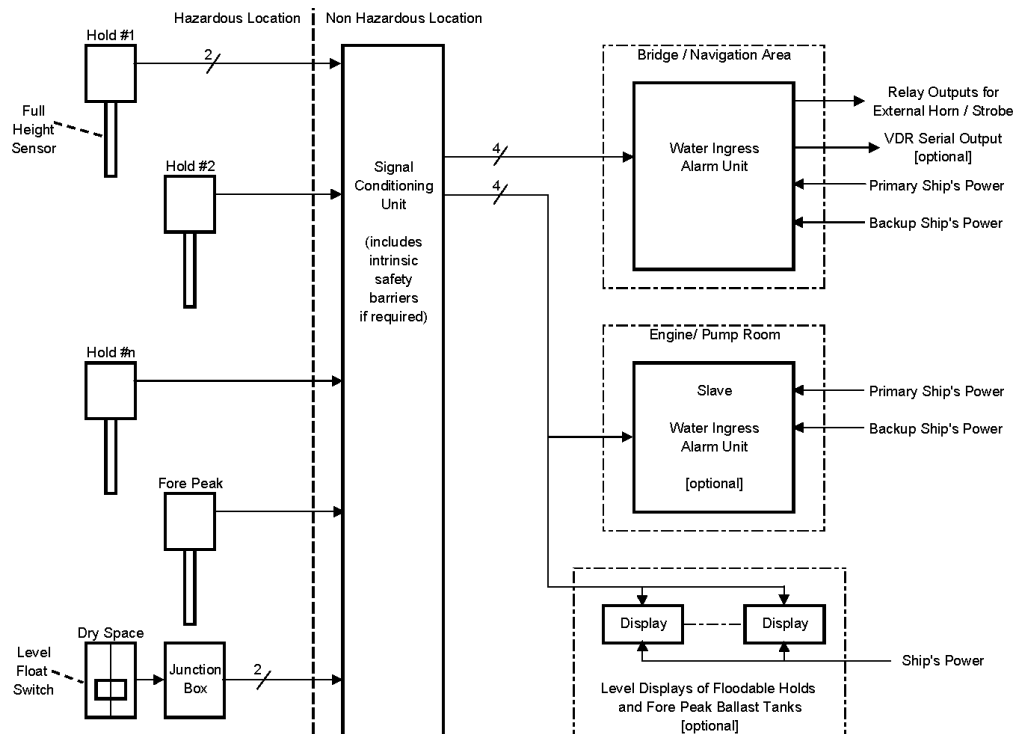 Hazardous Location
Non Hazardous Location
Hold #1
2
Full
Height
Sensor
Hold #2
Hold #n
Fore Peak
Dry Space
Level
Float
Switch
Junction
Box
2
Signal
Conditioning
Unit
(includes
intrinsic
safety
barriers
if required)
4
4
Bridge / Navigation Area
Water Ingress
Alarm Unit
Relay Outputs for
External Horn / Strobe
VDR Serial Output
[optional]
Primary Ship's Power
Backup Ship's Power
Engine/ Pump Room
Slave
Water Ingress
Alarm Unit
[optional]
Primary Ship's Power
Backup Ship's Power
Display
Display
Ship's Power
Level Displays of Floodable Holds
and Fore Peak Ballast Tanks
[optional]